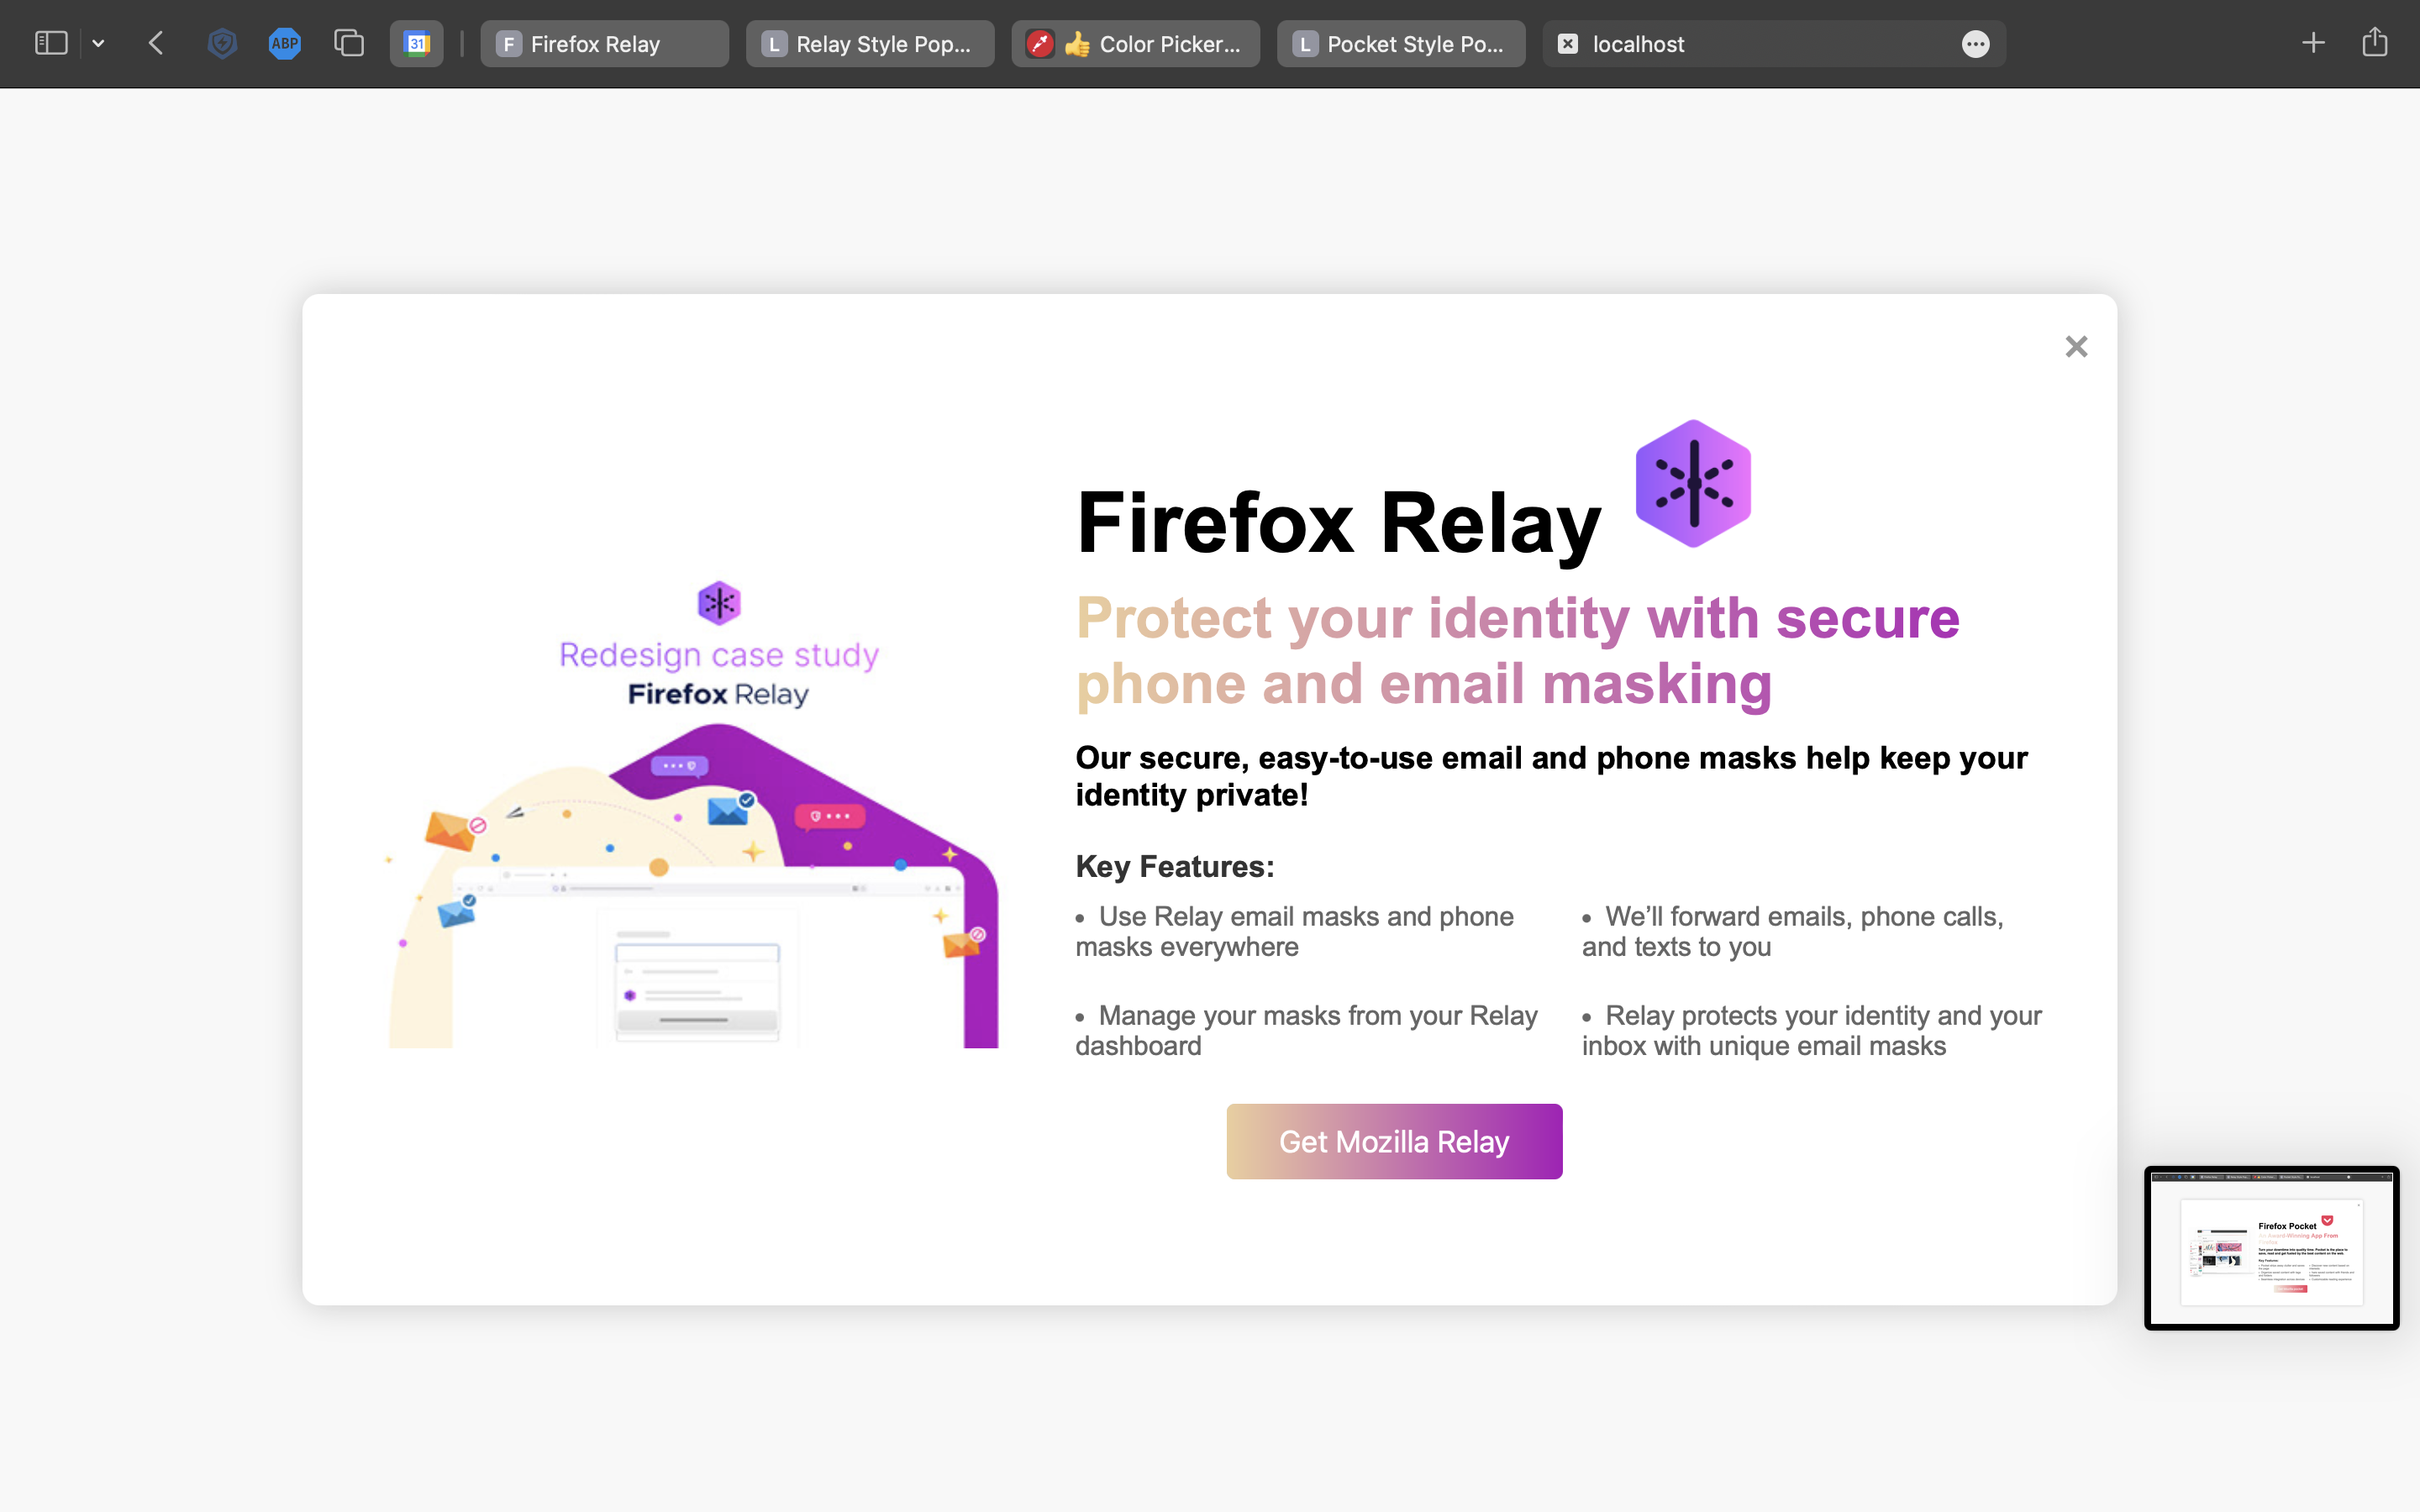 ABP
31
F Firefox Relay
L Relay Style Pop...
👍 Color Picker...
L Pocket Style Po...
localhost
Redesign case study
Firefox Relay
Firefox Relay
Protect your identity with secure
phone and email masking
Our secure, easy-to-use email and phone masks help keep your
identity private!
Key Features:
• Use Relay email masks and phone
masks everywhere
• We’ll forward emails, phone calls,
and texts to you
• Manage your masks from your Relay
dashboard
• Relay protects your identity and your
inbox with unique email masks
Get Mozilla Relay
Firefox Pocket